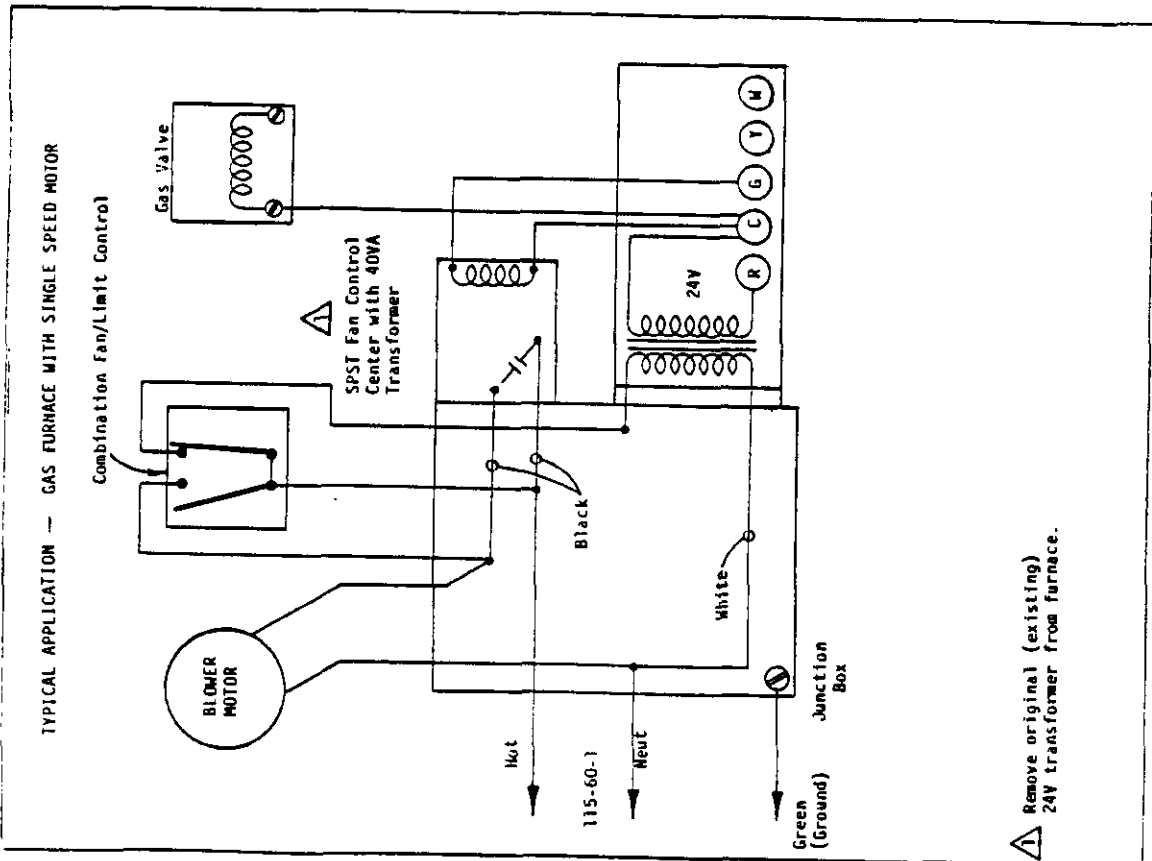 TYPICAL APPLICATION — GAS FURNACE WITH SINGLE SPEED MOTOR
Combination Fan/Limit Control
Gas Valve
BLOWER
MOTOR
1
SPST Fan Control
Center with 40VA
Transformer
Hot
115-60-1
Neut
Green
(Ground)
Black
White
Junction
Box
24V
R
C
G
Y
W
1 Remove original (existing)
24V transformer from furnace.